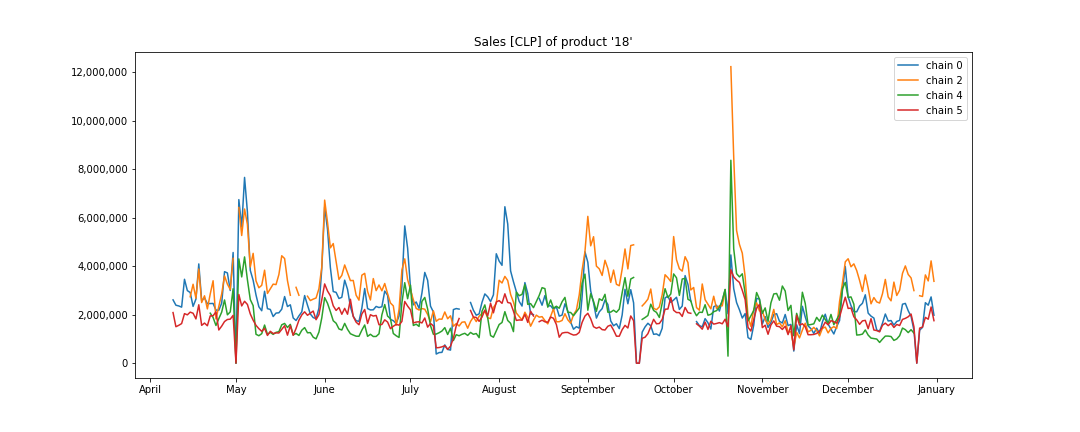 Sales [CLP] of product '18'
chain 0
chain 2
chain 4
chain 5
12,000,000
10,000,000
8,000,000
6,000,000
4,000,000
2,000,000
0
April May June July August September October November December January